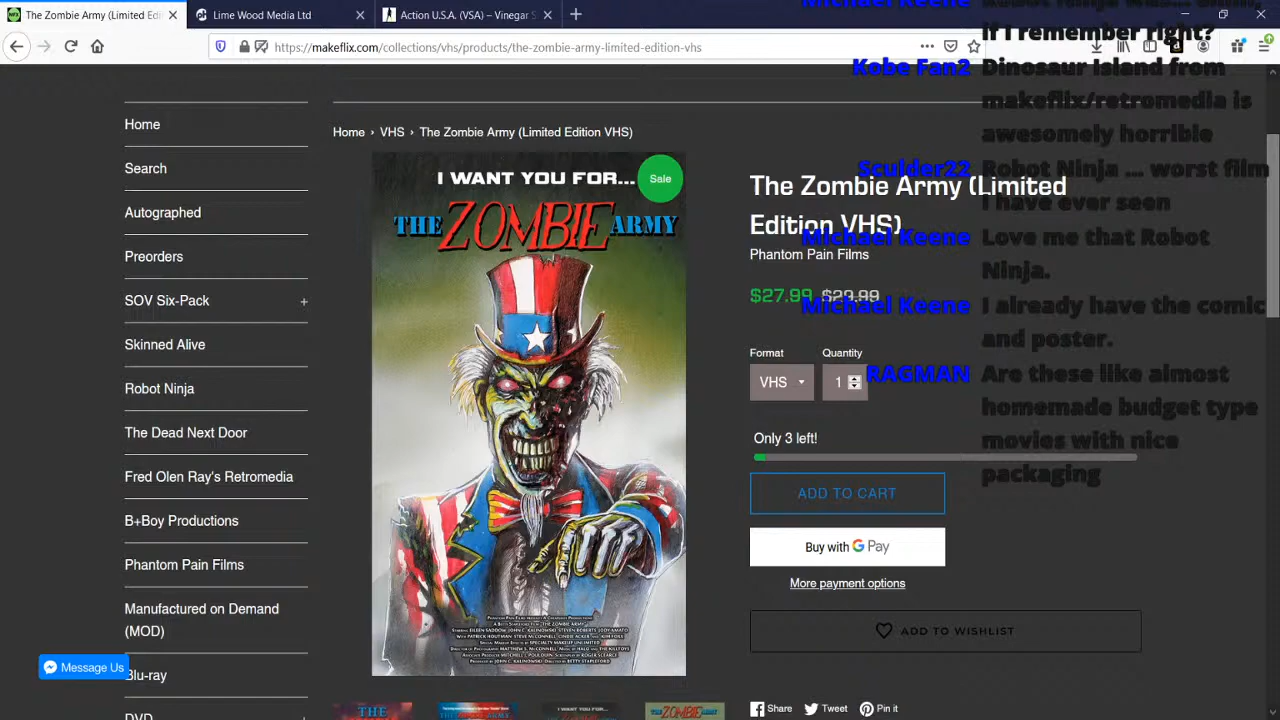 The Zombie Army (Limited Edi
Lime Wood Media Ltd
Action U.S.A. (VSA) – Vinegar S
https://makeflix.com/collections/vhs/products/the-zombie-army-limited-edition-vhs
Home
Search
Autographed
Preorders
SOV Six-Pack +
Skinned Alive
Robot Ninja
The Dead Next Door
Fred Olen Ray's Retromedia
B+Boy Productions
Phantom Pain Films
Manufactured on Demand
(MOD)
Blu-ray
DVD
Message Us
Home › VHS › The Zombie Army (Limited Edition VHS)
I WANT YOU FOR...
THE ZOMBIE ARMY
Sale
The Zombie Army (Limited
Edition VHS)
Phantom Pain Films
$27.99 $29.99
Format Quantity
VHS 1
Only 3 left!
ADD TO CART
Buy with G Pay
More payment options
ADD TO WISHLIST
Share Tweet Pin it
Michael Keene Robot Ninja was... umm,
if I remember right?
Kobe Fan2 Dinosaur Island from
makeflix/retromedia is
awesomely horrible
Sculder22 Robot Ninja ... worst film
I have ever seen
Michael Keene Love me that Robot
Ninja.
Michael Keene I already have the comic
and poster.
RAGMAN Are these like almost
homemade budget type
movies with nice
packaging